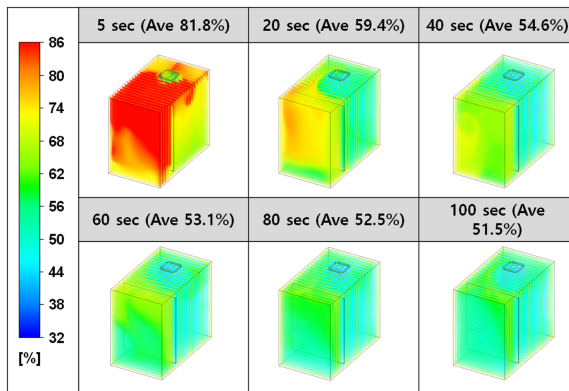 5 sec (Ave 81.8%)
20 sec (Ave 59.4%)
40 sec (Ave 54.6%)
86
80
74
68
62
56
50
44
38
32
[%]
60 sec (Ave 53.1%)
80 sec (Ave 52.5%)
100 sec (Ave
51.5%)